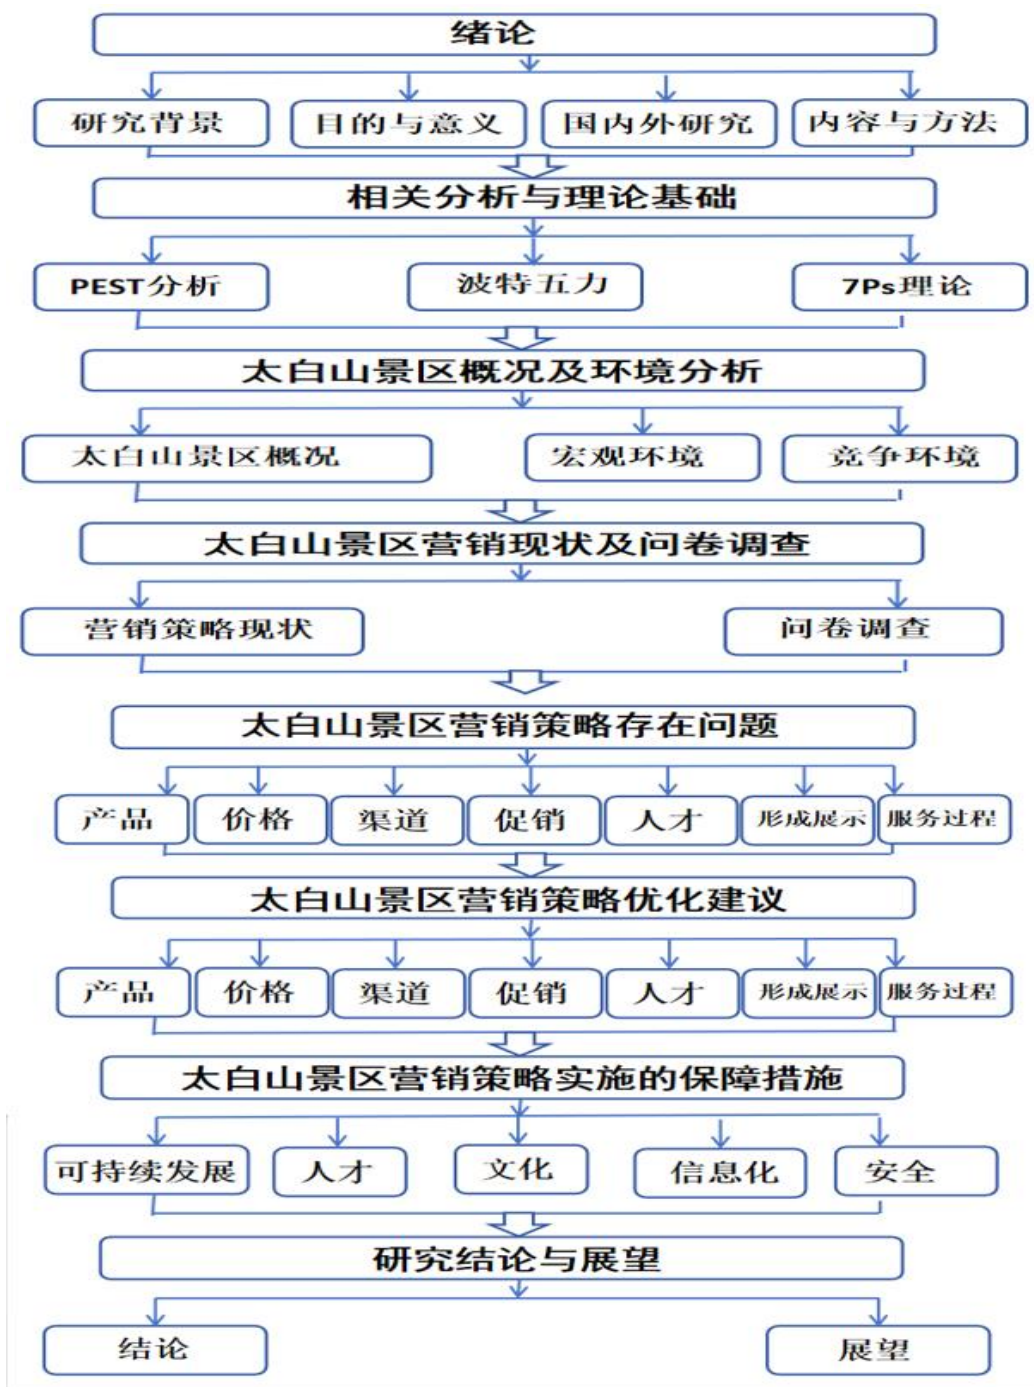 绪论
研究背景
目的与意义
国内外研究
内容与方法
相关分析与理论基础
PEST分析
波特五力
7Ps理论
太白山景区概况及环境分析
太白山景区概况
宏观环境
竞争环境
太白山景区营销现状及问卷调查
营销策略现状
问卷调查
太白山景区营销策略存在问题
产品
价格
渠道
促销
人才
形成展示
服务过程
太白山景区营销策略优化建议
产品
价格
渠道
促销
人才
形成展示
服务过程
太白山景区营销策略实施的保障措施
可持续发展
人才
文化
信息化
安全
研究结论与展望
结论
展望